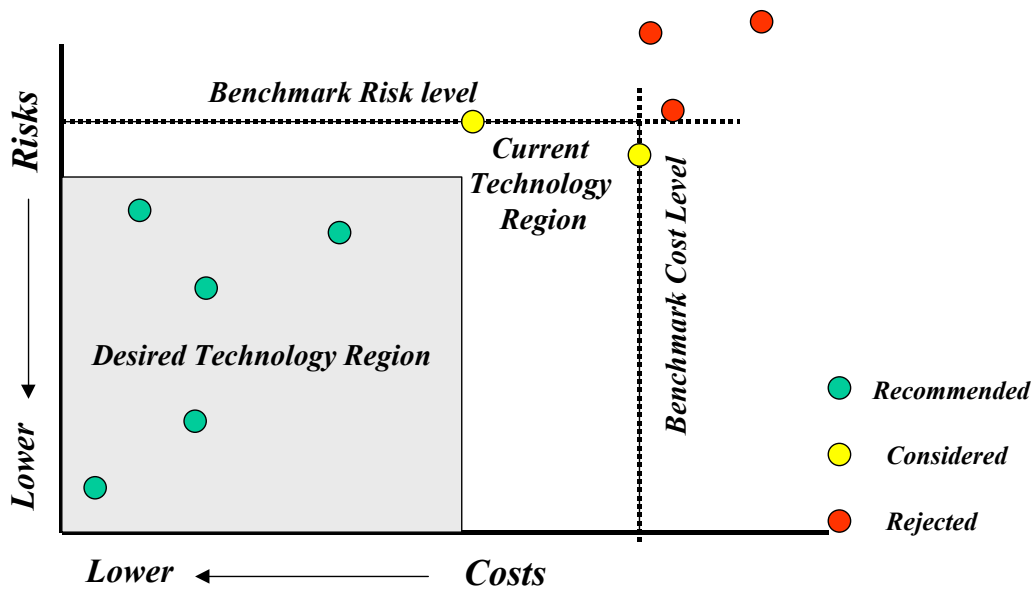 Benchmark Risk level
Risks
Lower
Current
Technology
Region
Benchmark Cost Level
Desired Technology Region
Recommended
Considered
Rejected
Lower
Costs